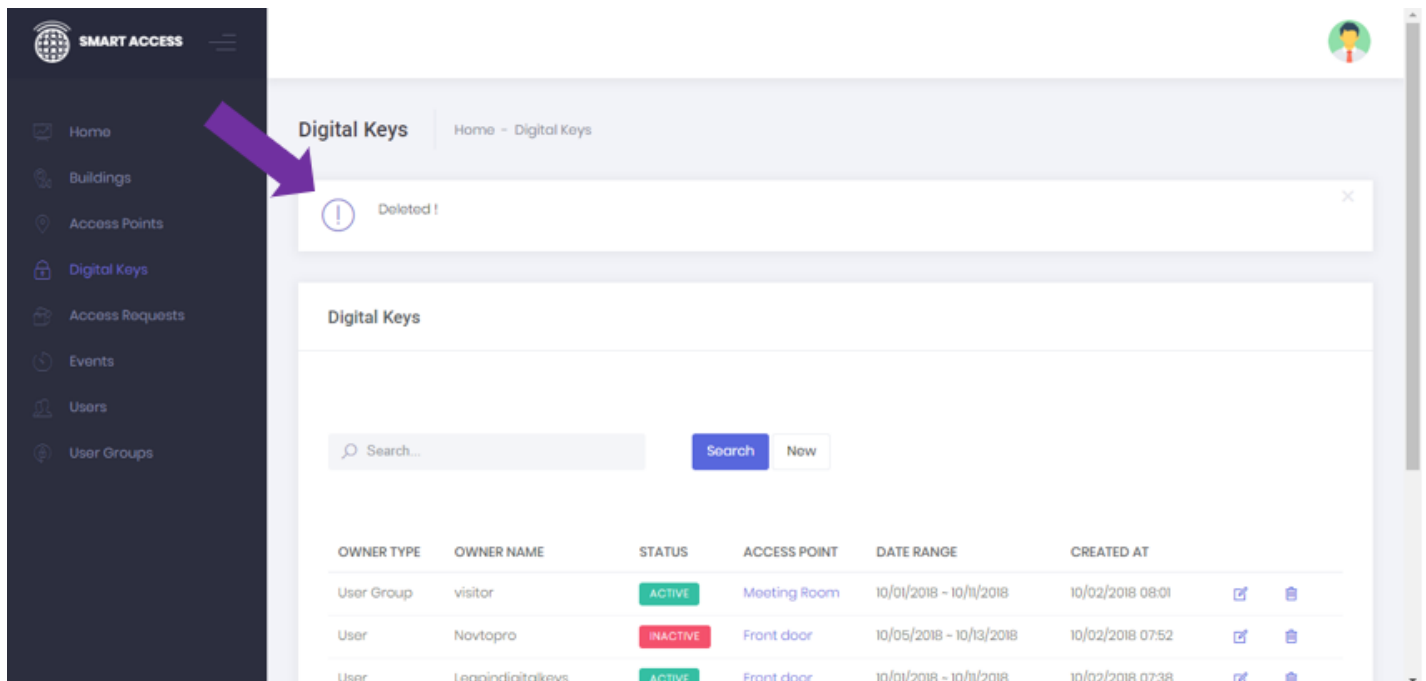 SMART ACCESS
Home
Buildings
Access Points
Digital Keys
Access Requests
Events
Users
User Groups
Digital Keys
Home - Digital Keys
Deleted !
Digital Keys
Search...
Search New
OWNER TYPE OWNER NAME STATUS ACCESS POINT DATE RANGE CREATED AT
User Group visitor ACTIVE Meeting Room 10/01/2018 ~ 10/11/2018 10/02/2018 08:01
User Novtopro INACTIVE Front door 10/05/2018 ~ 10/13/2018 10/02/2018 07:52
User Leapindigitalkeys ACTIVE Front door 10/01/2018 ~ 10/11/2018 10/02/2018 07:38